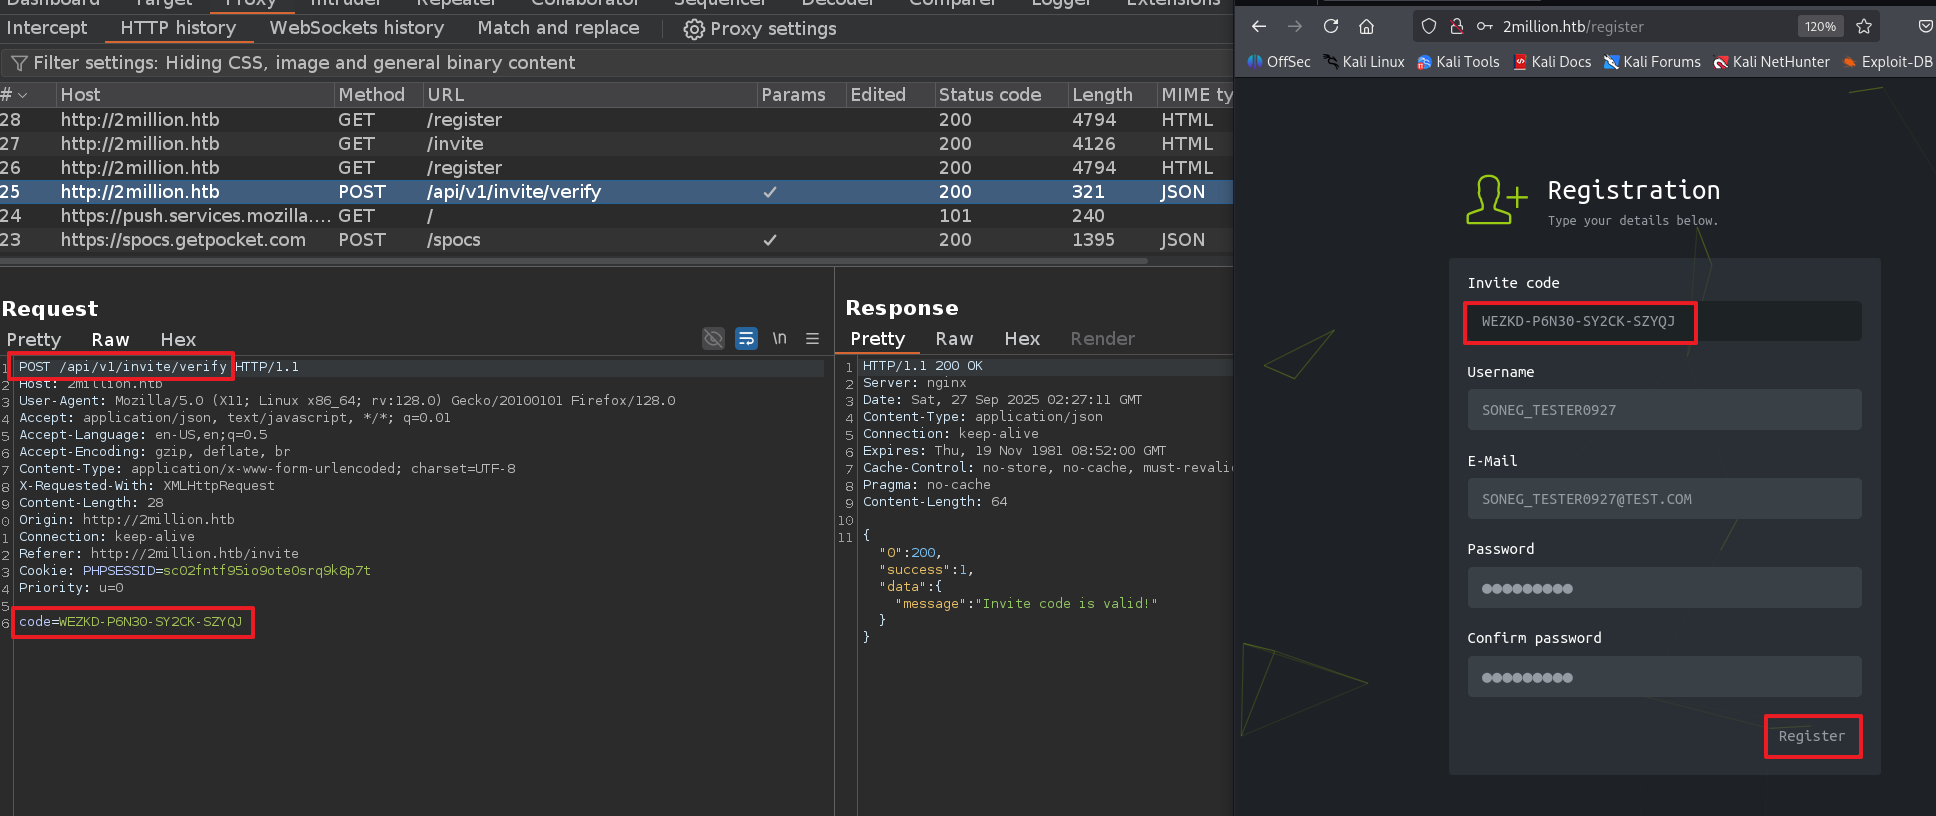 Dashboard Target Proxy Intruder Repeater Collaborator Sequencer Decoder Comparer Logger Extensions
Intercept HTTP history WebSockets history Match and replace Proxy settings
Filter settings: Hiding CSS, image and general binary content
# Host Method URL Params Edited Status code Length MIME ty
28 http://2million.htb GET /register 200 4794 HTML
27 http://2million.htb GET /invite 200 4126 HTML
26 http://2million.htb GET /register 200 4794 HTML
25 http://2million.htb POST /api/v1/invite/verify ✓ 200 321 JSON
24 https://push.services.mozilla.... GET / 101 240
23 https://spocs.getpocket.com POST /spocs ✓ 200 1395 JSON
Request
Pretty Raw Hex \n
1 POST /api/v1/invite/verify HTTP/1.1
2 Host: 2million.htb
3 User-Agent: Mozilla/5.0 (X11; Linux x86_64; rv:128.0) Gecko/20100101 Firefox/128.0
4 Accept: application/json, text/javascript, */*; q=0.01
5 Accept-Language: en-US,en;q=0.5
6 Accept-Encoding: gzip, deflate, br
7 Content-Type: application/x-www-form-urlencoded; charset=UTF-8
8 X-Requested-With: XMLHttpRequest
9 Content-Length: 28
0 Origin: http://2million.htb
1 Connection: keep-alive
2 Referer: http://2million.htb/invite
3 Cookie: PHPSESSID=sc02fntf95io9ote0srq9k8p7t
4 Priority: u=0
5
6 code=WEZKD-P6N30-SY2CK-SZYQJ
Response
Pretty Raw Hex Render
1 HTTP/1.1 200 OK
2 Server: nginx
3 Date: Sat, 27 Sep 2025 02:27:11 GMT
4 Content-Type: application/json
5 Connection: keep-alive
6 Expires: Thu, 19 Nov 1981 08:52:00 GMT
7 Cache-Control: no-store, no-cache, must-revali
8 Pragma: no-cache
9 Content-Length: 64
10
11 {
"0":200,
"success":1,
"data":{
"message":"Invite code is valid!"
}
}
2million.htb/register 120%
OffSec Kali Linux Kali Tools Kali Docs Kali Forums Kali NetHunter Exploit-DB
Registration
Type your details below.
Invite code
WEZKD-P6N30-SY2CK-SZYQJ
Username
SONEG_TESTER0927
E-Mail
SONEG_TESTER0927@TEST.COM
Password
●●●●●●●●●
Confirm password
●●●●●●●●●
Register